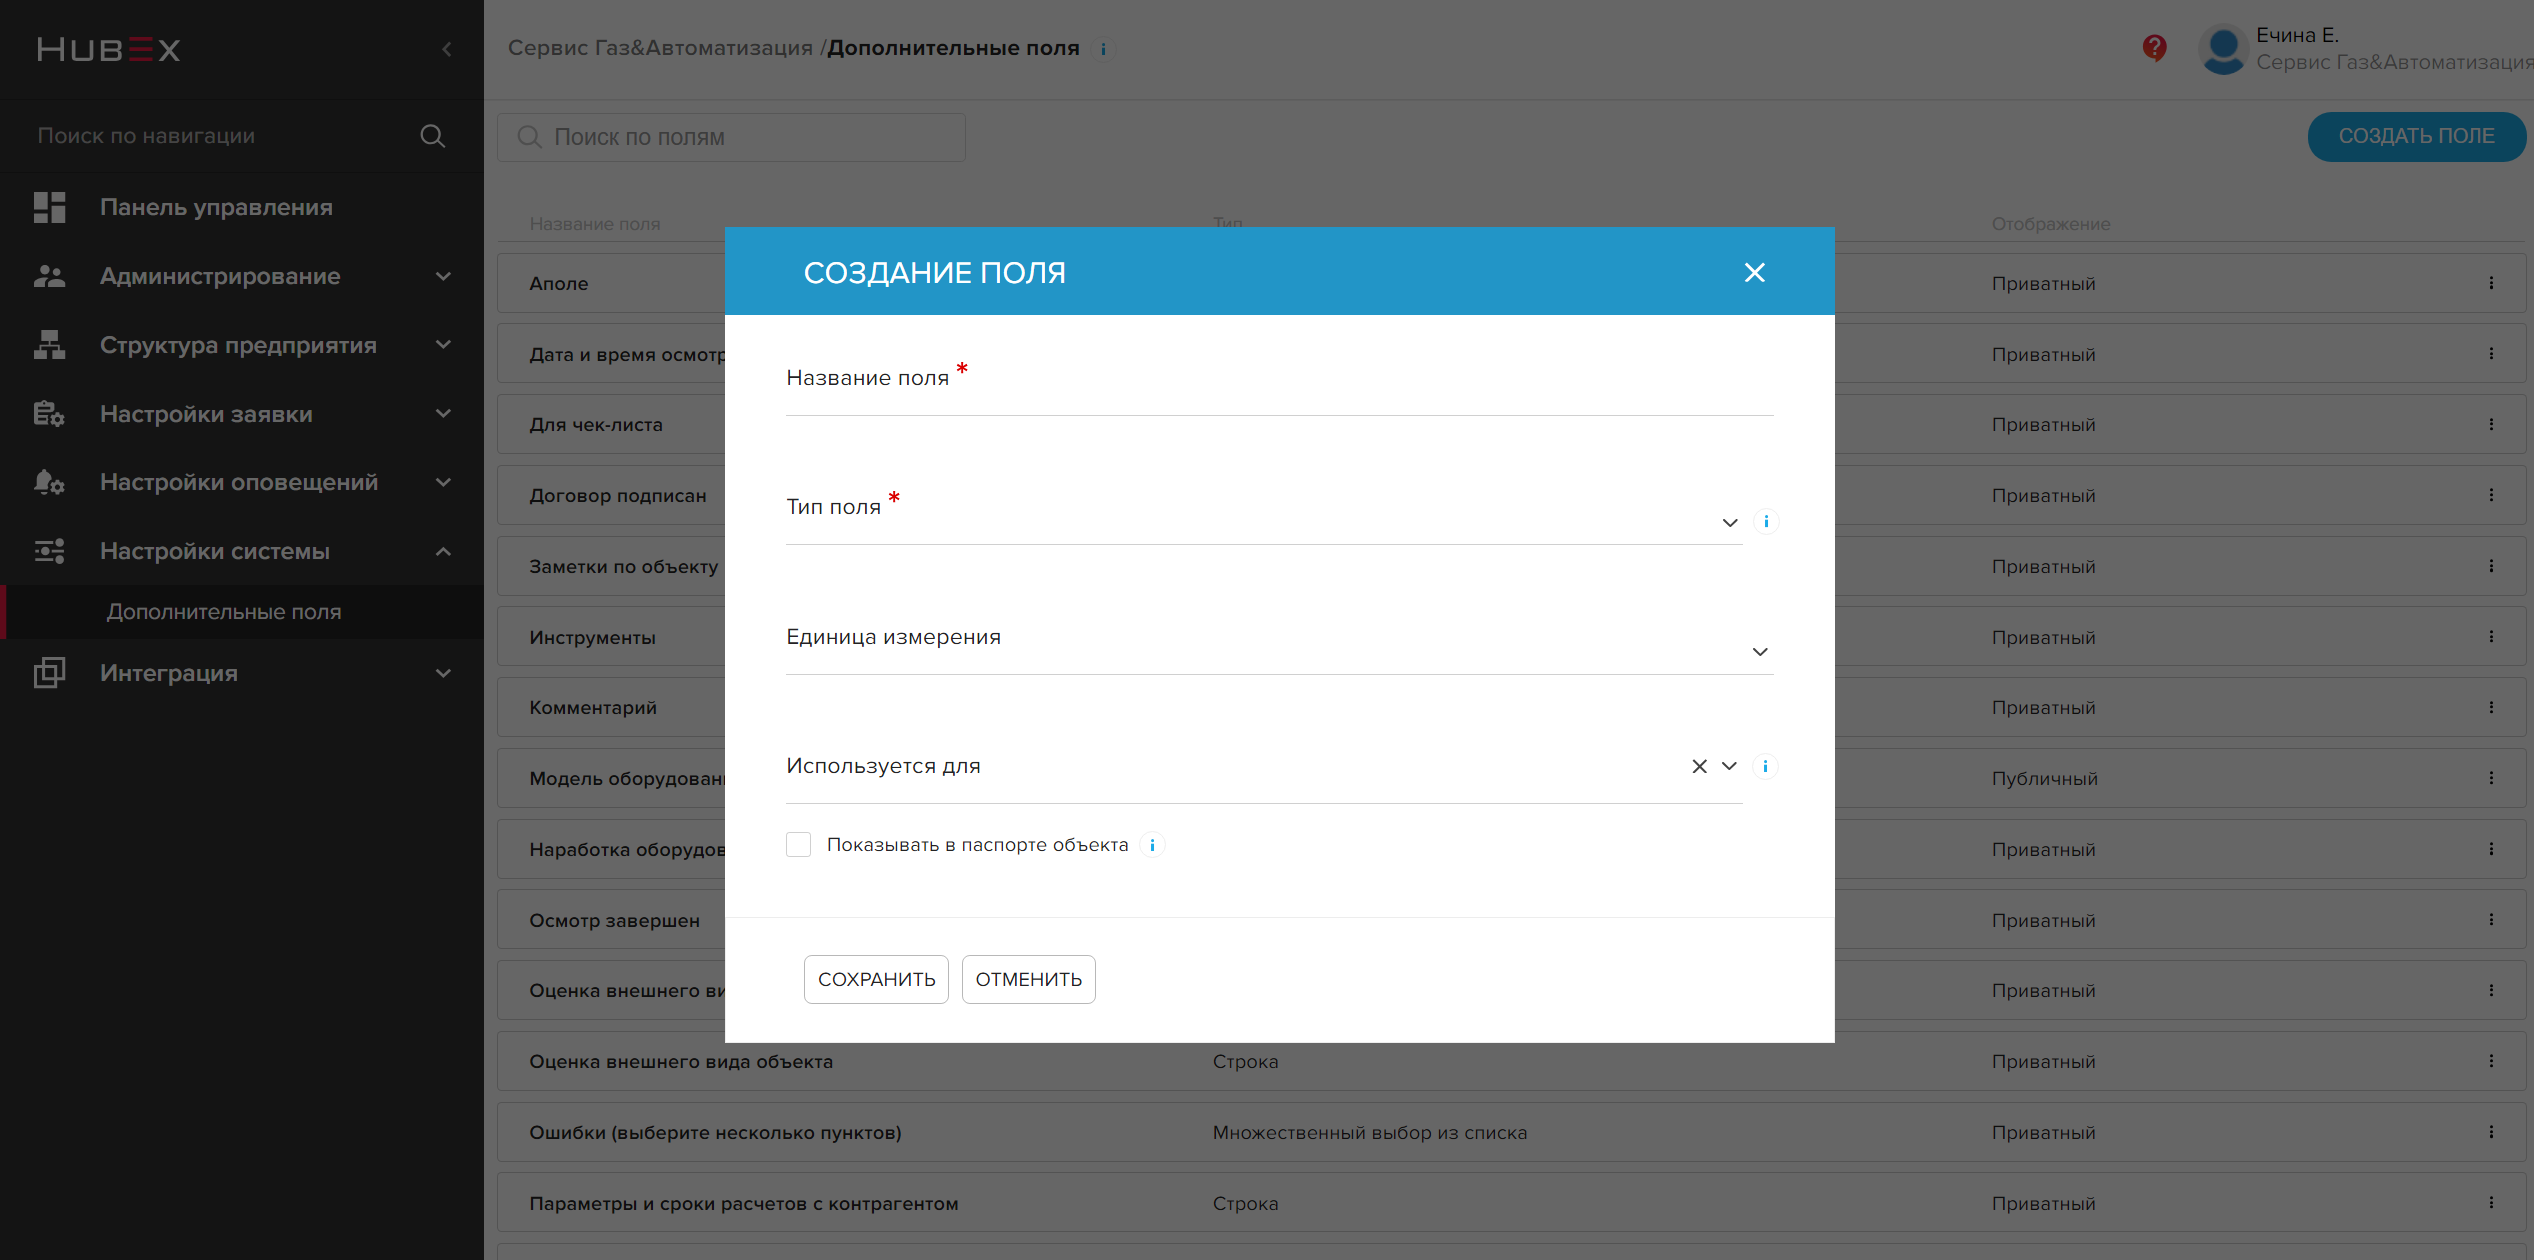 HUBEX
Поиск по навигации
Панель управления
Администрирование
Структура предприятия
Настройки заявки
Настройки оповещений
Настройки системы
Дополнительные поля
Интеграция
Сервис Газ&Автоматизация /Дополнительные поля
Ечина Е.
Сервис Газ&Автоматизация
Поиск по полям
СОЗДАТЬ ПОЛЕ
Название поля Тип Отображение
Аполе Приватный
Дата и время Приватный
Для чек-листа Приватный
Договор подписан Приватный
Заметки по объекту Приватный
Инструменты Приватный
Комментарий Приватный
Модель Публичный
Наработка Приватный
Осмотр завершен Приватный
Оценка внешнего Приватный
Оценка внешнего вида объекта Строка Приватный
Ошибки (выберите несколько пунктов) Множественный выбор из списка Приватный
Параметры и сроки расчетов с контрагентом Строка Приватный
СОЗДАНИЕ ПОЛЯ
Название поля *
Тип поля *
Единица измерения
Используется для
Показывать в паспорте объекта
СОХРАНИТЬ ОТМЕНИТЬ